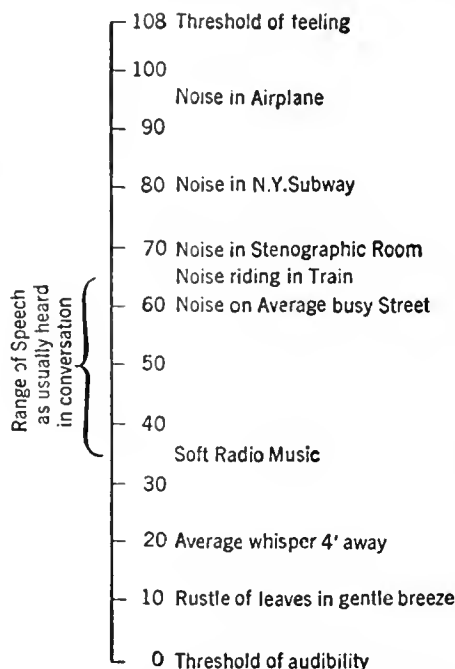 108 Threshold of feeling
100
Noise in Airplane
90
80 Noise in N.Y.Subway
70 Noise in Stenographic Room
Noise riding in Train
60 Noise on Average busy Street
Range of Speech
as usually heard
in conversation
50
40
Soft Radio Music
30
20 Average whisper 4' away
10 Rustle of leaves in gentle breeze
0 Threshold of audibility